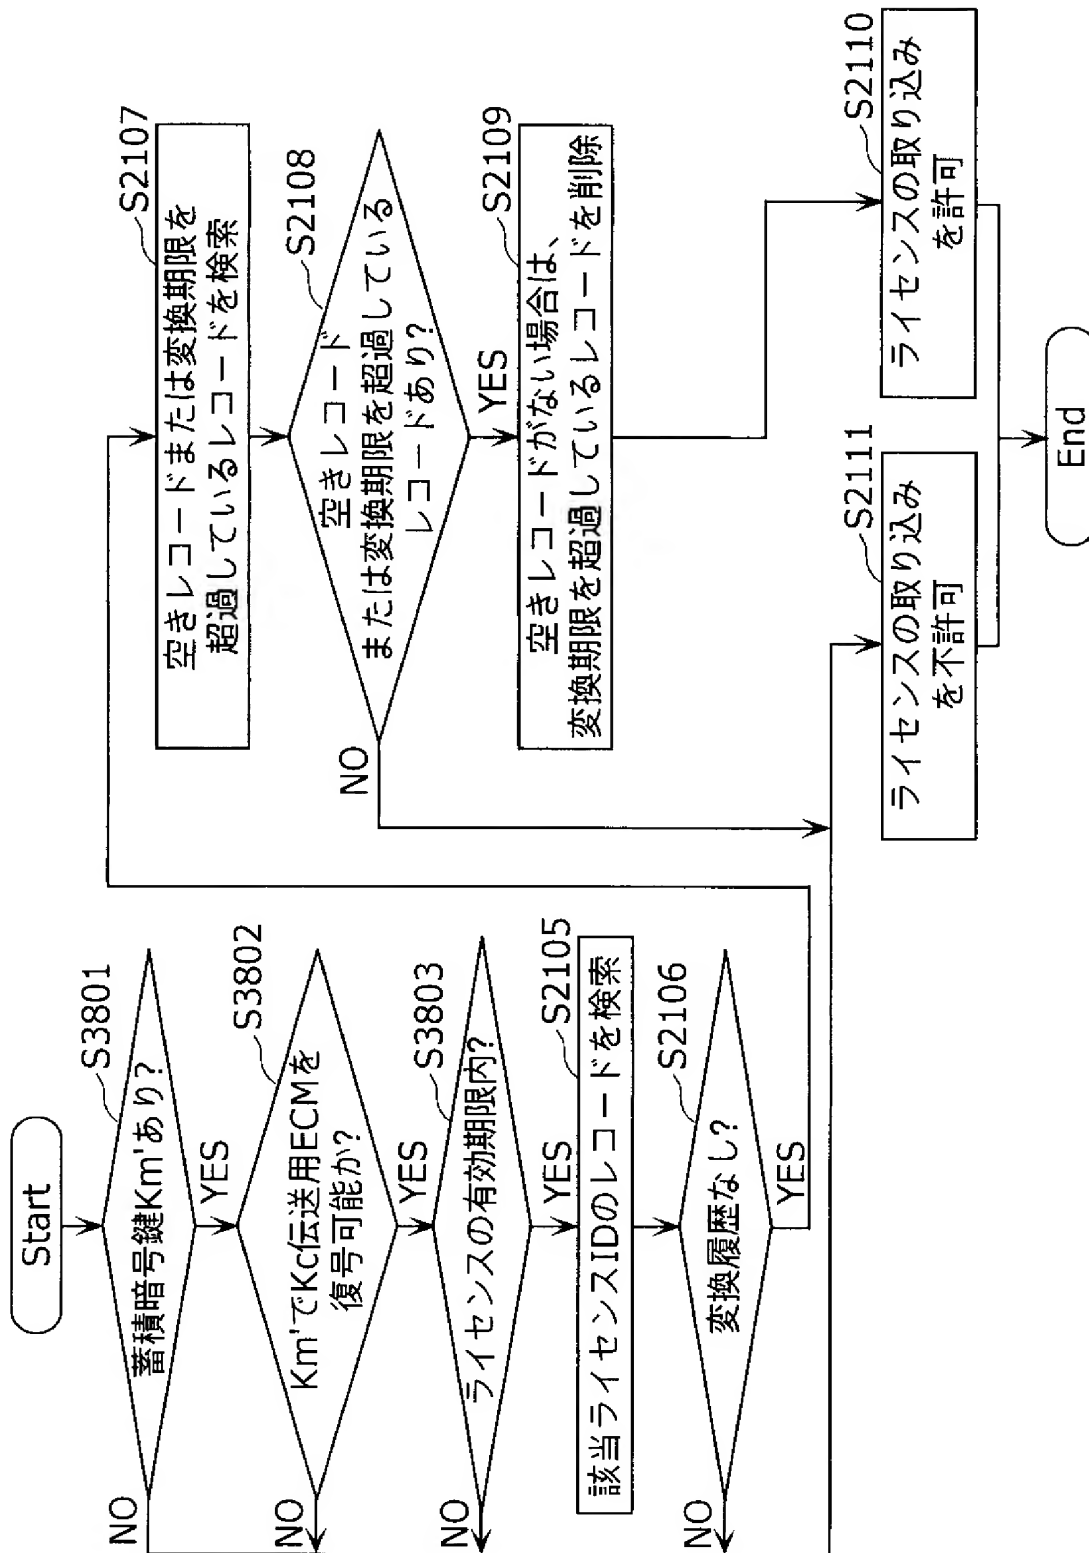 Start
S3801
蓄積暗号鍵Km'あり?
NO
YES
S3802
Km'でKc伝送用ECMを
復号可能か?
NO
YES
S3803
ライセンスの有効期限内?
NO
YES
S2105
該当ライセンスIDのレコードを検索
S2106
変換履歴なし?
NO
YES
S2107
空きレコードまたは変換期限を
超過しているレコードを検索
S2108
空きレコード
または変換期限を超過している
レコードあり?
NO
YES
S2109
空きレコードがない場合は、
変換期限を超過しているレコードを削除
S2111
ライセンスの取り込み
を不許可
S2110
ライセンスの取り込み
を許可
End